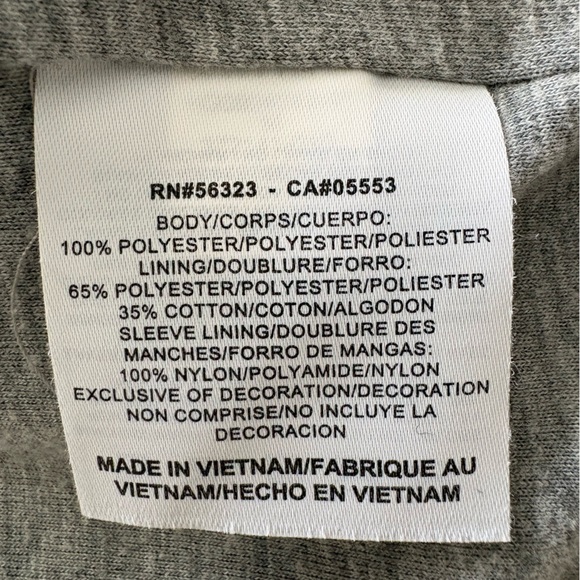 RN#56323 - CA#05553
BODY/CORPS/CUERPO:
100% POLYESTER/POLYESTER/POLIESTER
LINING/DOUBLURE/FORRO:
65% POLYESTER/POLYESTER/POLIESTER
35% COTTON/COTON/ALGODON
SLEEVE LINING/DOUBLURE DES
MANCHES/FORRO DE MANGAS:
100% NYLON/POLYAMIDE/NYLON
EXCLUSIVE OF DECORATION/DECORATION
NON COMPRISE/NO INCLUYE LA
DECORACION
MADE IN VIETNAM/FABRIQUE AU
VIETNAM/HECHO EN VIETNAM